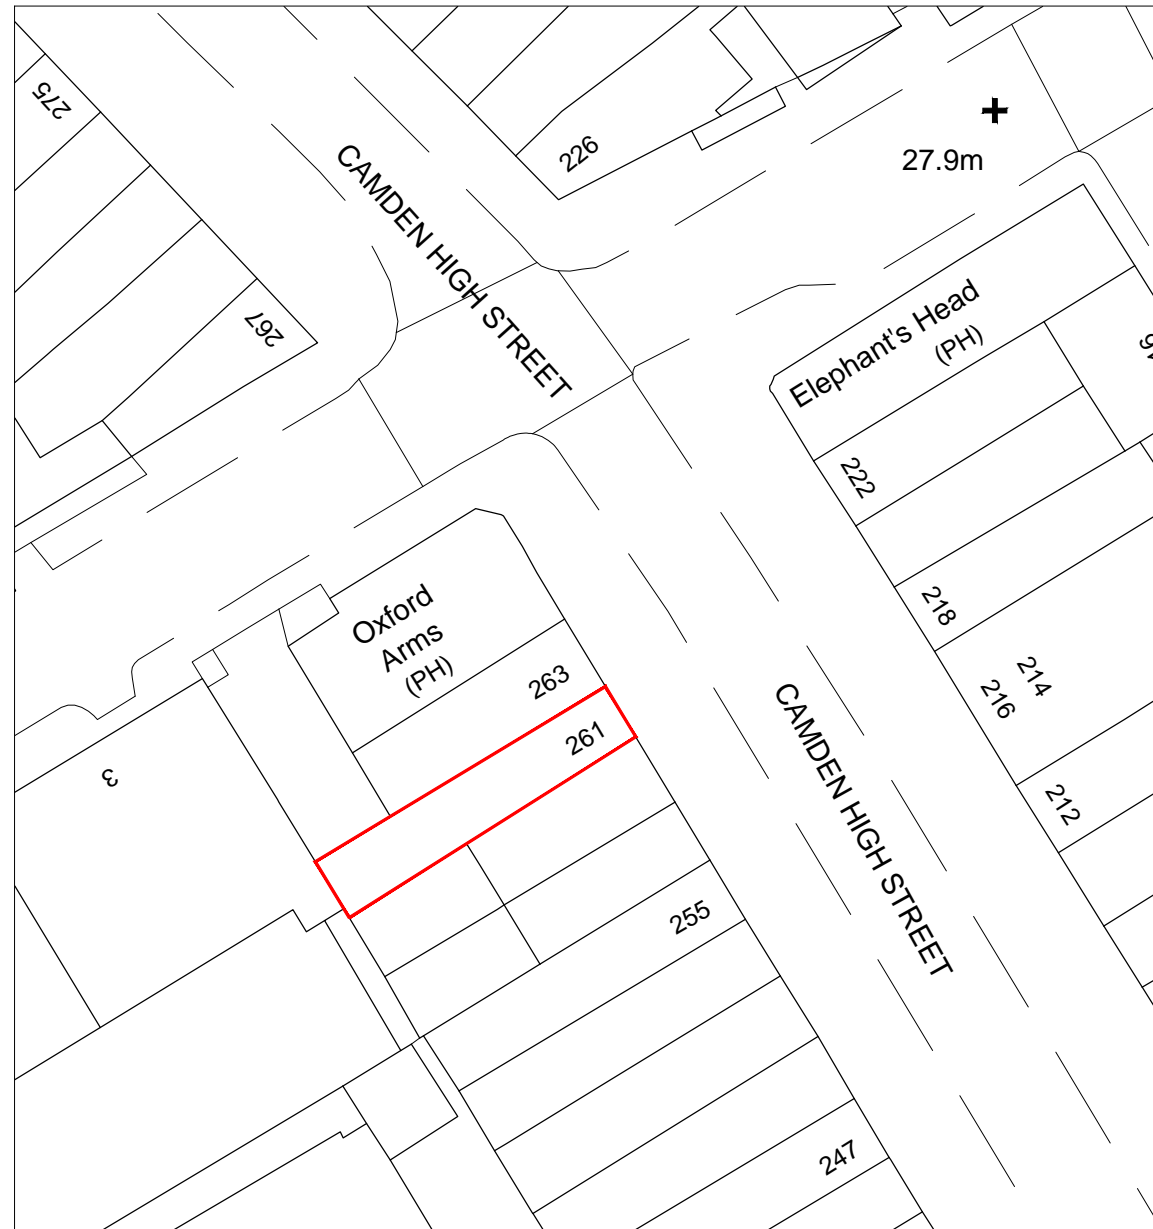 275
226
27.9m
CAMDEN HIGH STREET
267
Elephant's Head
(PH)
222
Oxford
Arms
(PH)
218
263
214
216
261
CAMDEN HIGH STREET
3
212
255
247